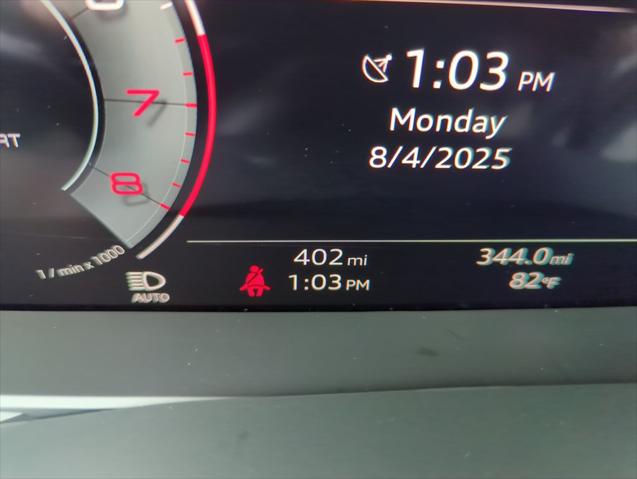 1:03 PM
Monday
8/4/2025
7
8
1 / min x 1000
AUTO
402 mi
1:03 PM
344.0 mi
82°F